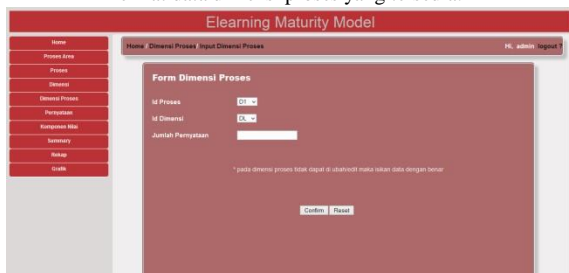 Elearning Maturity Model
Home
Proses Area
Proses
Dimensi
Dimensi Proses
Pernyataan
Komponen Nilai
Summary
Rekap
Grafik
Home / Dimensi Proses / Input Dimensi Proses
Hi, admin logout ?
Form Dimensi Proses
Id Proses D1
Id Dimensi DL
Jumlah Pernyataan
* pada dimensi proses tidak dapat di ubah/edit maka isikan data dengan benar
Confirm Reset